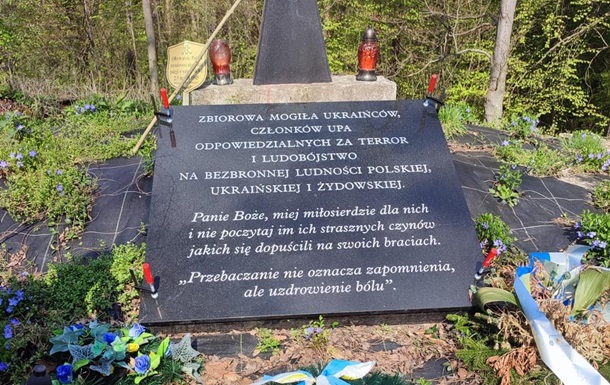 ZBIOROWA MOGIŁA UKRAIŃCÓW,
CZŁONKÓW UPA
ODPOWIEDZIALNYCH ZA TERROR
I LUDOBÓJSTWO
NA BEZBRONNEJ LUDNOŚCI POLSKIEJ,
UKRAIŃSKIEJ I ŻYDOWSKIEJ.
Panie Boże, miej miłosierdzie dla nich
i nie poczytaj im ich strasznych czynów
jakich się dopuścili na swoich braciach.
„Przebaczanie nie oznacza zapomnienia,
ale uzdrowienie bólu”.